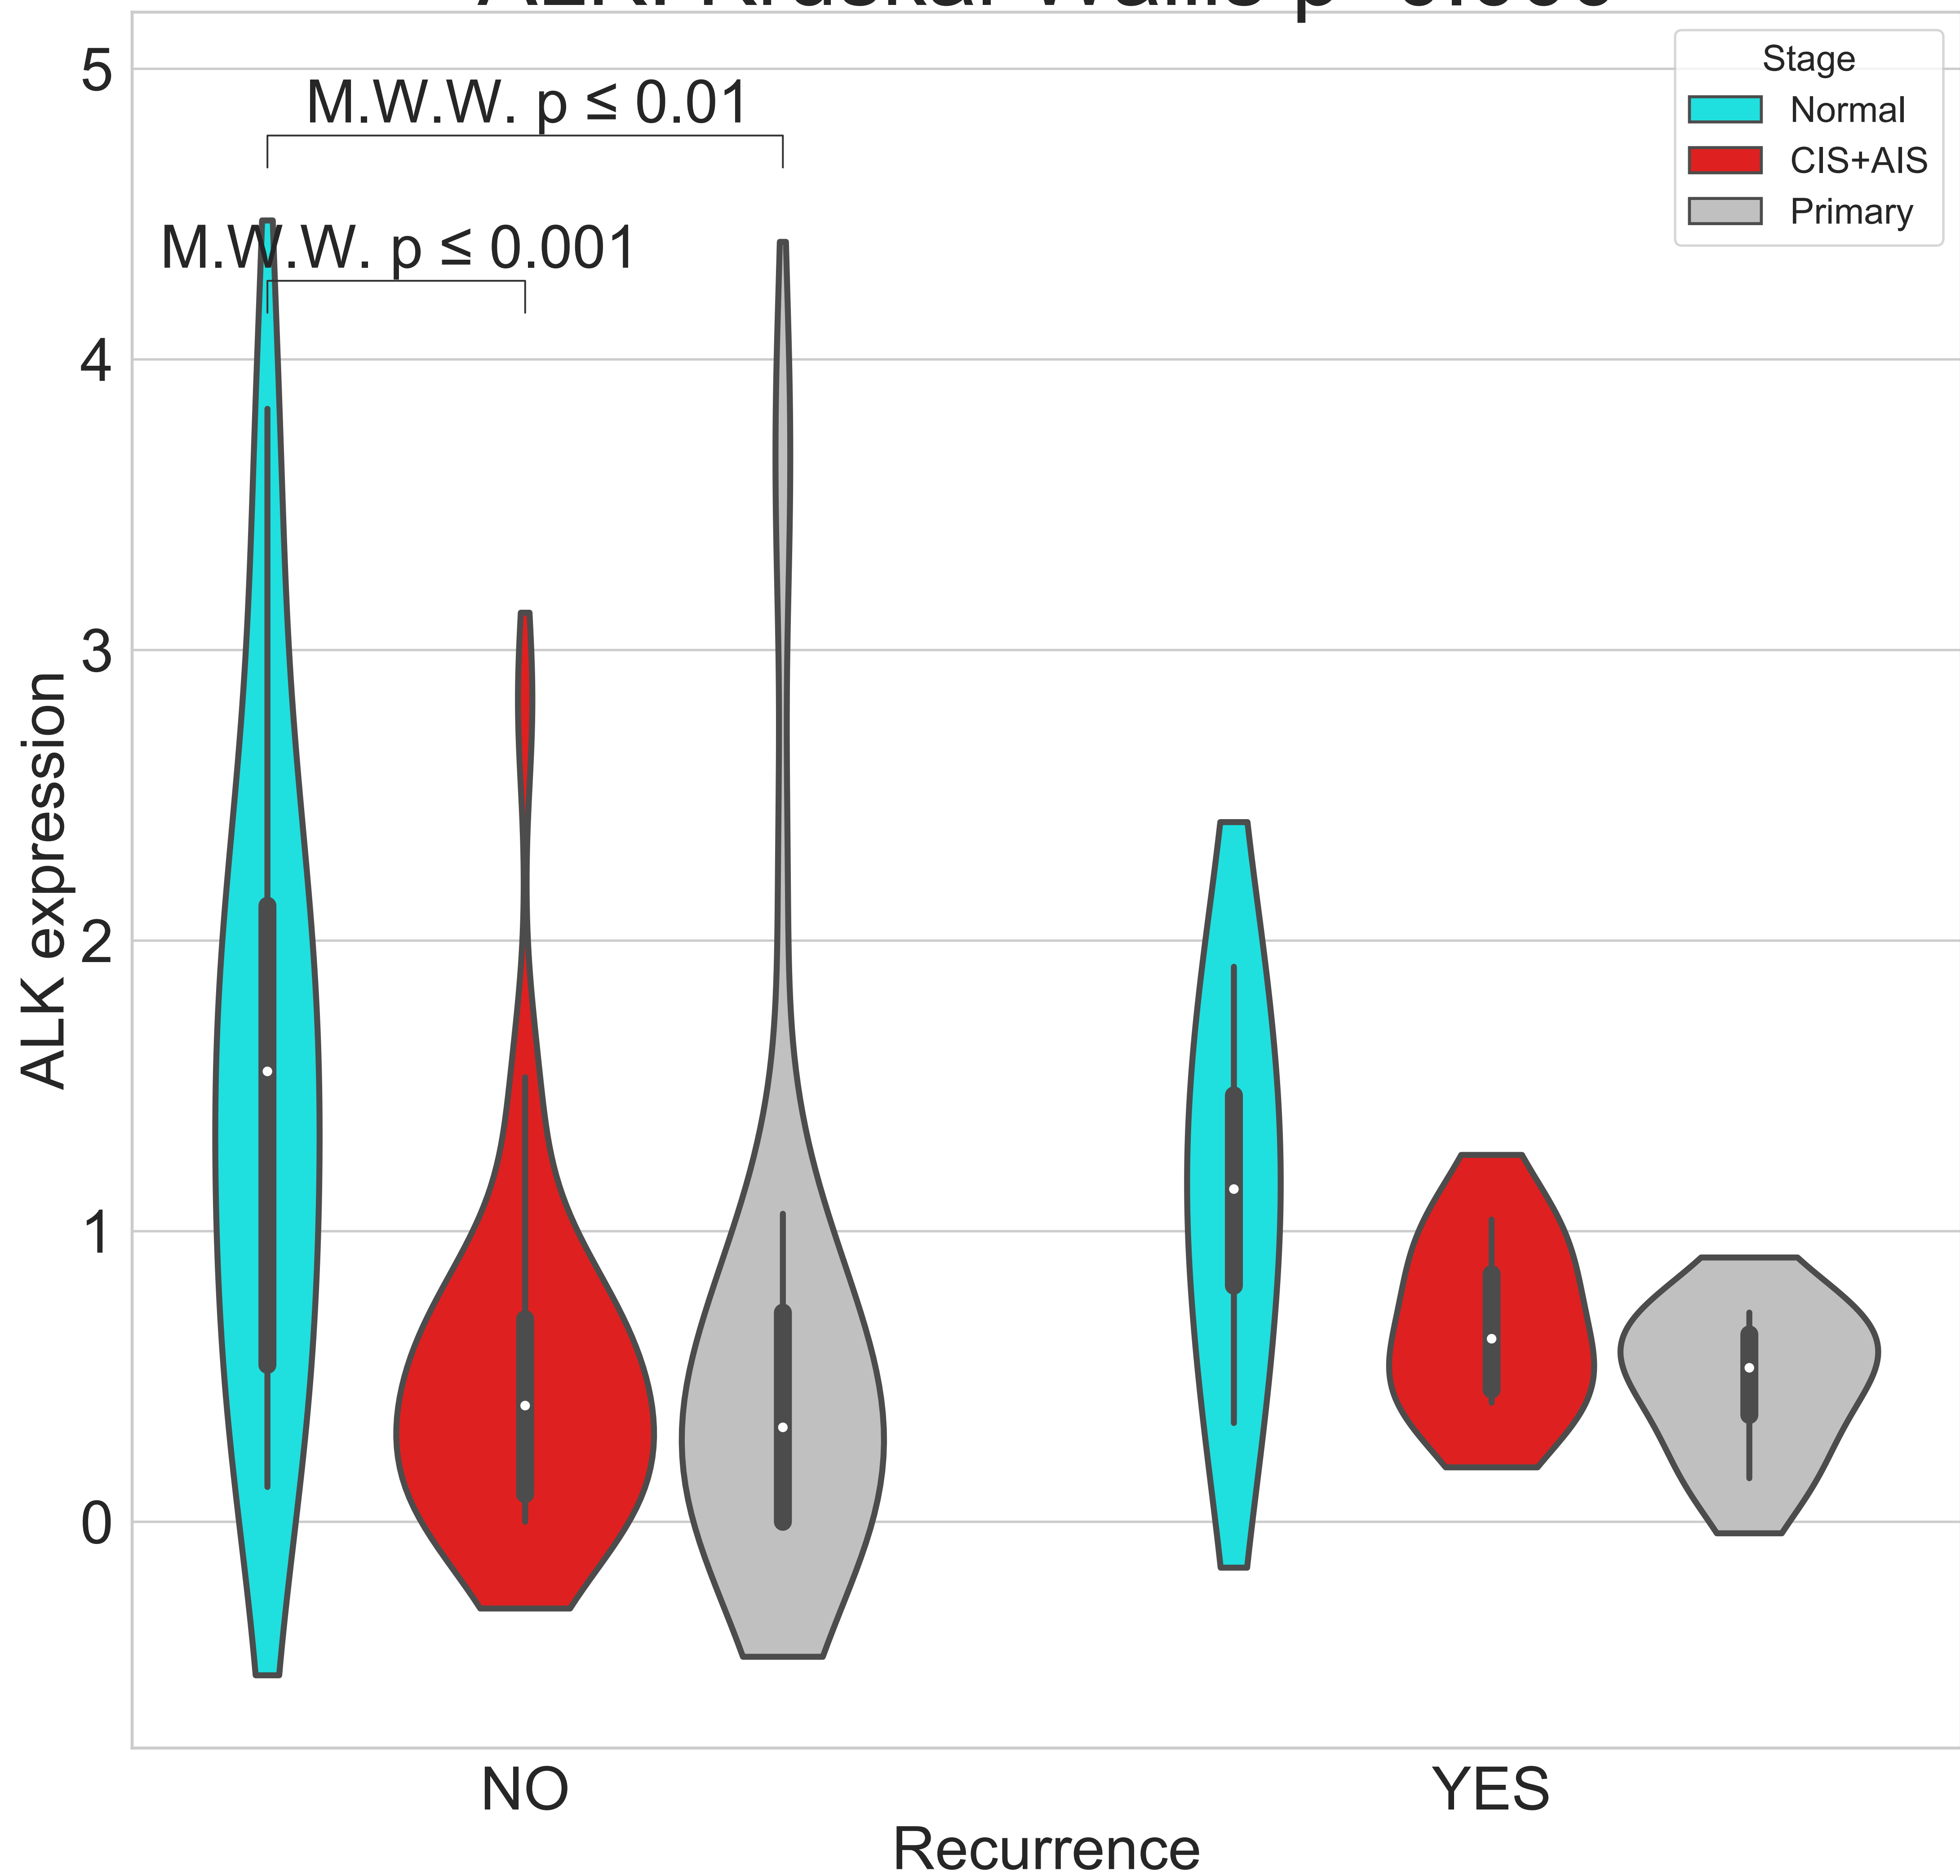 5
4
3
2
1
0
ALK expression
M.W.W. p ≤ 0.01
M.W.W. p ≤ 0.001
Stage
Normal
CIS+AIS
Primary
NO
YES
Recurrence